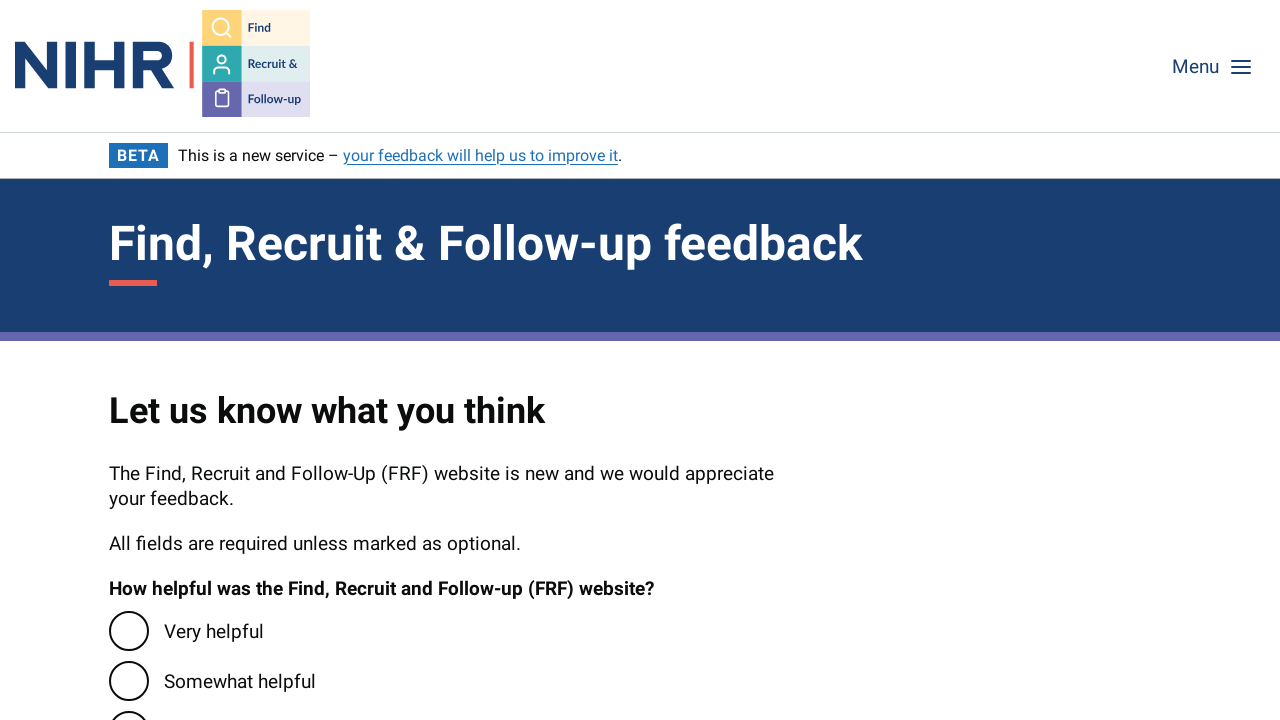 NIHR
Find
Recruit &
Follow-up
Menu
BETA This is a new service – your feedback will help us to improve it.
Find, Recruit & Follow-up feedback
Let us know what you think
The Find, Recruit and Follow-Up (FRF) website is new and we would appreciate
your feedback.
All fields are required unless marked as optional.
How helpful was the Find, Recruit and Follow-up (FRF) website?
Very helpful
Somewhat helpful